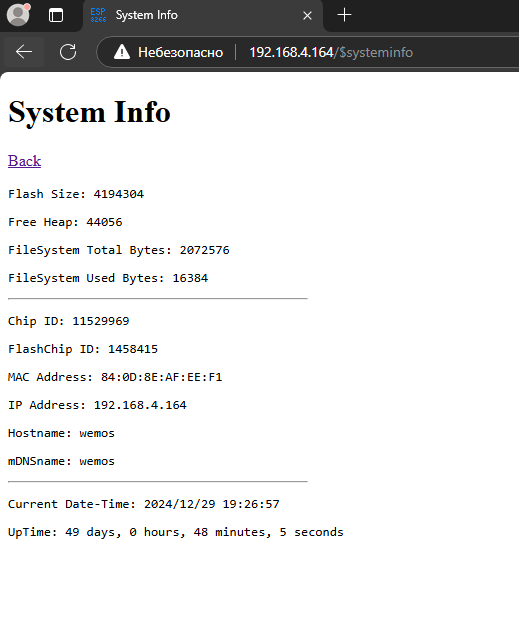 ESP
8266
System Info
Небезопасно
192.168.4.164/$systeminfo
System Info
Back
Flash Size: 4194304
Free Heap: 44056
FileSystem Total Bytes: 2072576
FileSystem Used Bytes: 16384
Chip ID: 11529969
FlashChip ID: 1458415
MAC Address: 84:0D:8E:AF:EE:F1
IP Address: 192.168.4.164
Hostname: wemos
mDNSname: wemos
Current Date-Time: 2024/12/29 19:26:57
UpTime: 49 days, 0 hours, 48 minutes, 5 seconds